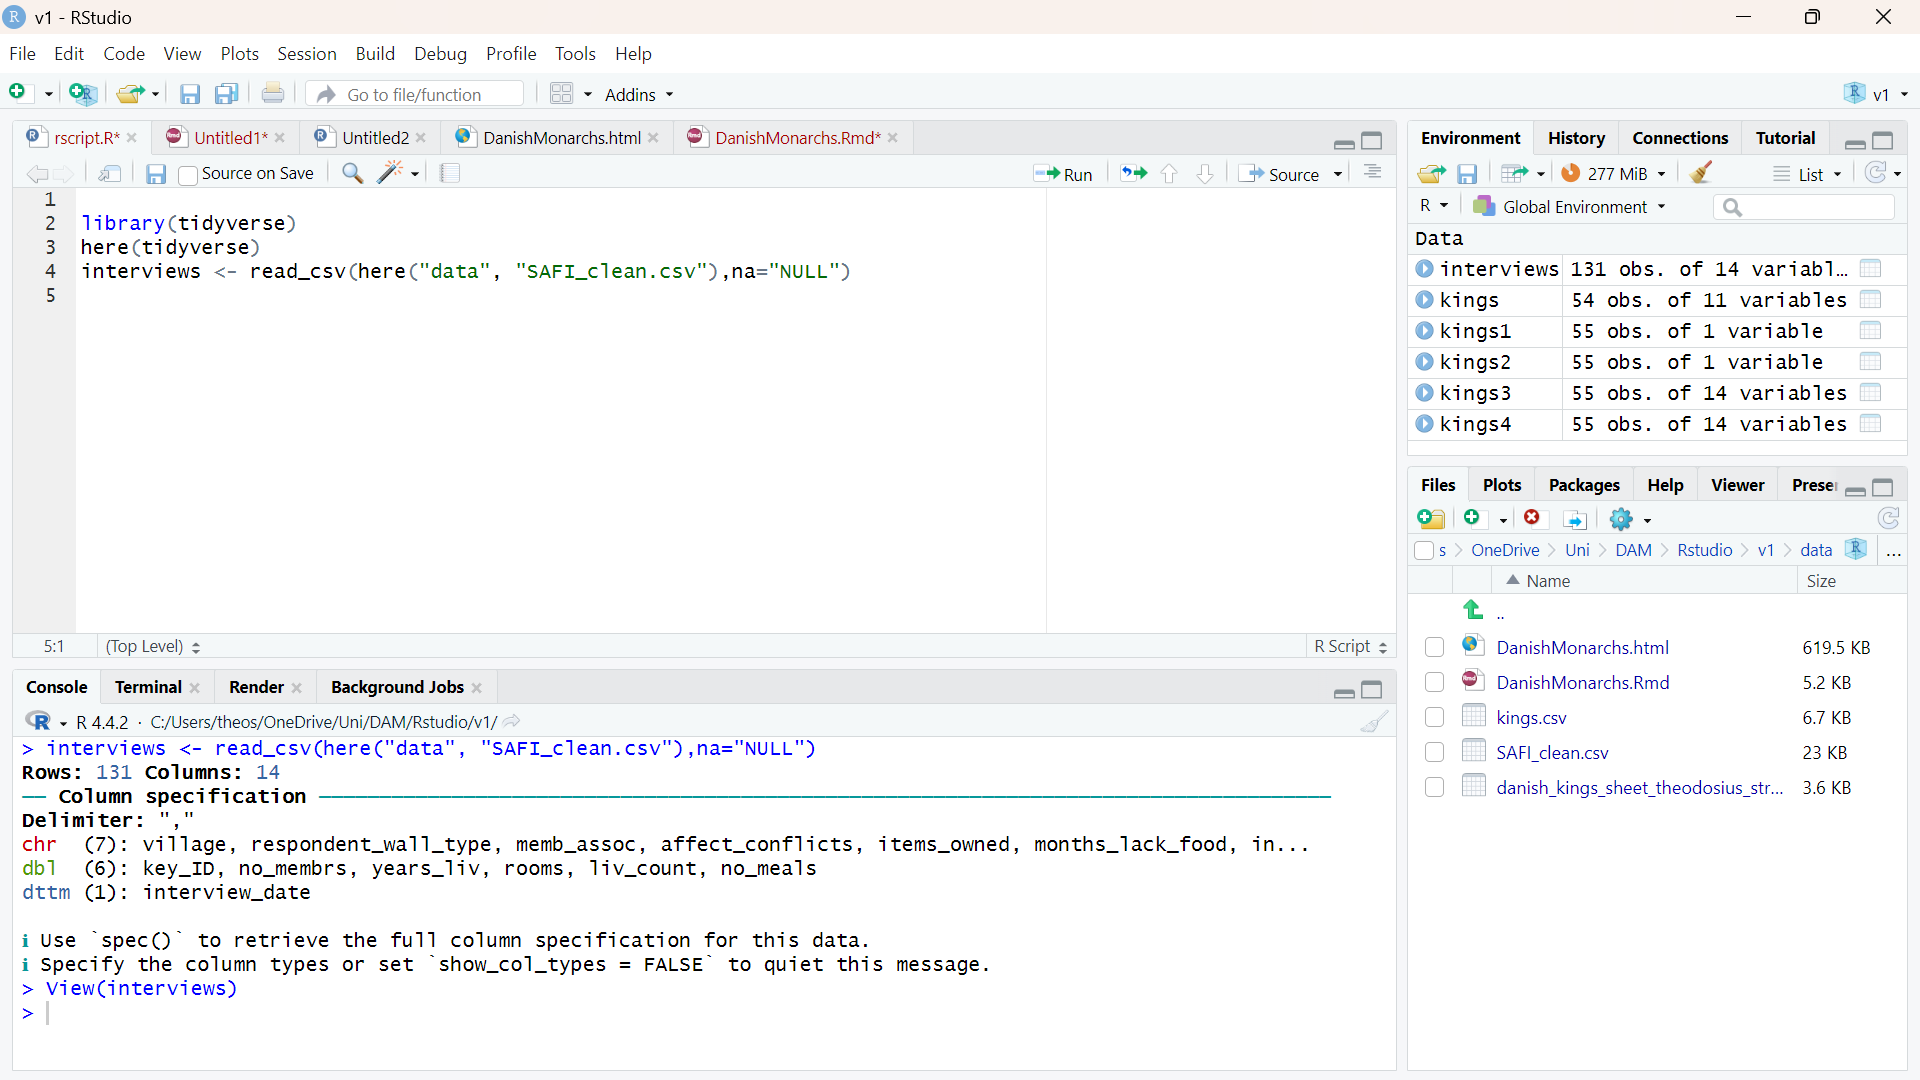 v1 - RStudio
File Edit Code View Plots Session Build Debug Profile Tools Help
Go to file/function Addins v1
rscript.R* Untitled1* Untitled2 DanishMonarchs.html DanishMonarchs.Rmd*
Source on Save Run Source
1
2 library(tidyverse)
3 here(tidyverse)
4 interviews <- read_csv(here("data", "SAFI_clean.csv"),na="NULL")
5
5:1 (Top Level) R Script
Console Terminal Render Background Jobs
R 4.4.2 · C:/Users/theos/OneDrive/Uni/DAM/Rstudio/v1/
> interviews <- read_csv(here("data", "SAFI_clean.csv"),na="NULL")
Rows: 131 Columns: 14
── Column specification ────────────────────
Delimiter: ","
chr (7): village, respondent_wall_type, memb_assoc, affect_conflicts, items_owned, months_lack_food, in...
dbl (6): key_ID, no_membrs, years_liv, rooms, liv_count, no_meals
dttm (1): interview_date
ℹ Use `spec()` to retrieve the full column specification for this data.
ℹ Specify the column types or set `show_col_types = FALSE` to quiet this message.
> View(interviews)
>
Environment History Connections Tutorial
277 MiB List
R Global Environment
Data
interviews 131 obs. of 14 variabl…
kings 54 obs. of 11 variables
kings1 55 obs. of 1 variable
kings2 55 obs. of 1 variable
kings3 55 obs. of 14 variables
kings4 55 obs. of 14 variables
Files Plots Packages Help Viewer Presei
s OneDrive Uni DAM Rstudio v1 data ...
Name Size
..
DanishMonarchs.html 619.5 KB
DanishMonarchs.Rmd 5.2 KB
kings.csv 6.7 KB
SAFI_clean.csv 23 KB
danish_kings_sheet_theodosius_str... 3.6 KB